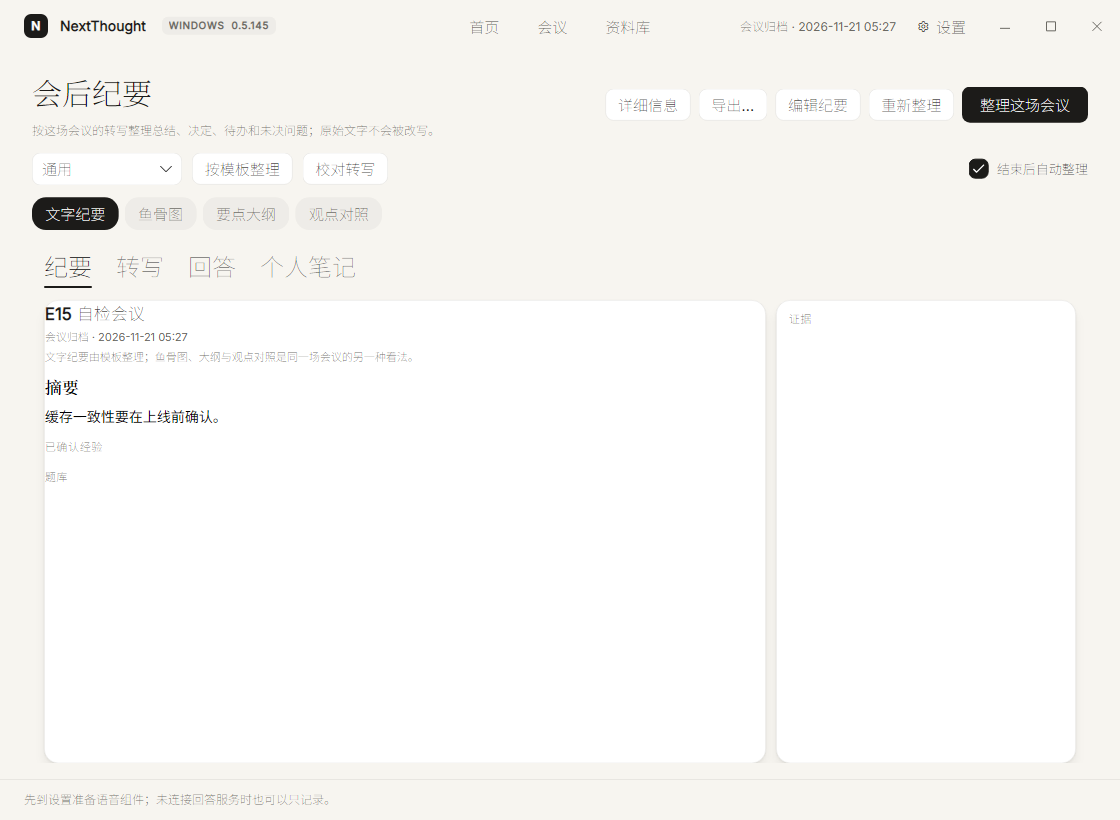 N NextThought WINDOWS 0.5.145 首页 会议 资料库 会议归档 · 2026-11-21 05:27 设置
会后纪要
详细信息 导出... 编辑纪要 重新整理 整理这场会议
按这场会议的转写整理总结、决定、待办和未决问题；原始文字不会被改写。
通用 按模板整理 校对转写 结束后自动整理
文字纪要 鱼骨图 要点大纲 观点对照
纪要 转写 回答 个人笔记
E15 自检会议
会议归档 · 2026-11-21 05:27
文字纪要由模板整理；鱼骨图、大纲与观点对照是同一场会议的另一种看法。
摘要
缓存一致性要在上线前确认。
已确认经验
题库
证据
先到设置准备语音组件；未连接回答服务时也可以只记录。